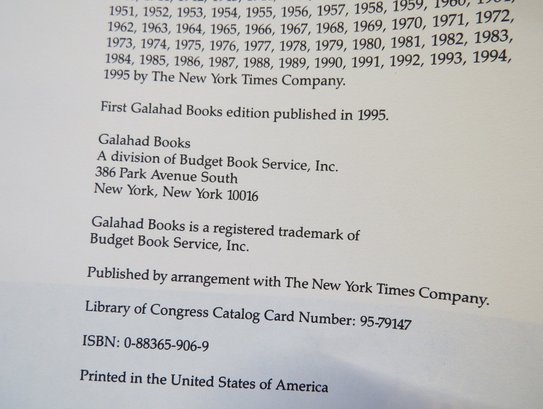 1951, 1952, 1953, 1954, 1955, 1956, 1957, 1958, 1959, 1960,
1962, 1963, 1964, 1965, 1966, 1967, 1968, 1969, 1970, 1971, 1972,
1973, 1974, 1975, 1976, 1977, 1978, 1979, 1980, 1981, 1982, 1983,
1984, 1985, 1986, 1987, 1988, 1989, 1990, 1991, 1992, 1993, 1994,
1995 by The New York Times Company.
First Galahad Books edition published in 1995.
Galahad Books
A division of Budget Book Service, Inc.
386 Park Avenue South
New York, New York 10016
Galahad Books is a registered trademark of
Budget Book Service, Inc.
Published by arrangement with The New York Times Company.
Library of Congress Catalog Card Number: 95-79147
ISBN: 0-88365-906-9
Printed in the United States of America